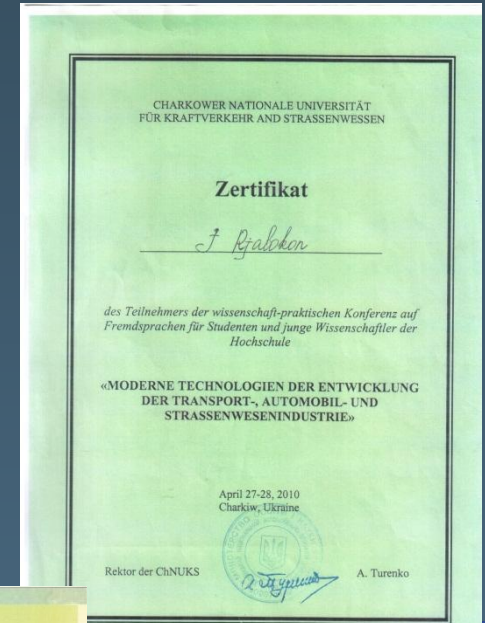 CHARKOWER NATIONALE UNIVERSITÄT
FÜR KRAFTVERKEHR AND STRASSENWESSEN
Zertifikat
des Teilnehmers der wissenschaft-praktischen Konferenz auf
Fremdsprachen für Studenten und junge Wissenschaftler der
Hochschule
«MODERNE TECHNOLOGIEN DER ENTWICKLUNG
DER TRANSPORT-, AUTOMOBIL- UND
STRASSENWESENINDUSTRIE»
April 27-28, 2010
Charkiw, Ukraine
Rektor der ChNUKS A. Turenko